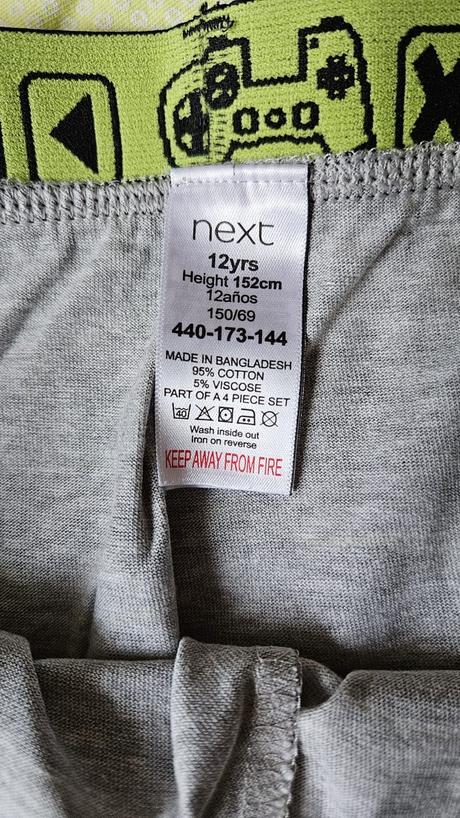 next
12yrs
Height 152cm
12años
150/69
440-173-144
MADE IN BANGLADESH
95% COTTON
5% VISCOSE
PART OF A 4 PIECE SET
40
Wash inside out
Iron on reverse
KEEP AWAY FROM FIRE